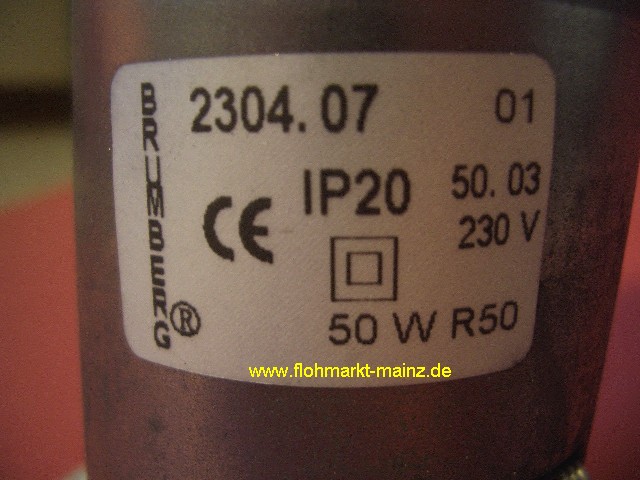 BRUMBERG®
2304.07 01
CE IP20 50.03
230 V
50 W R50
www.flohmarkt-mainz.de